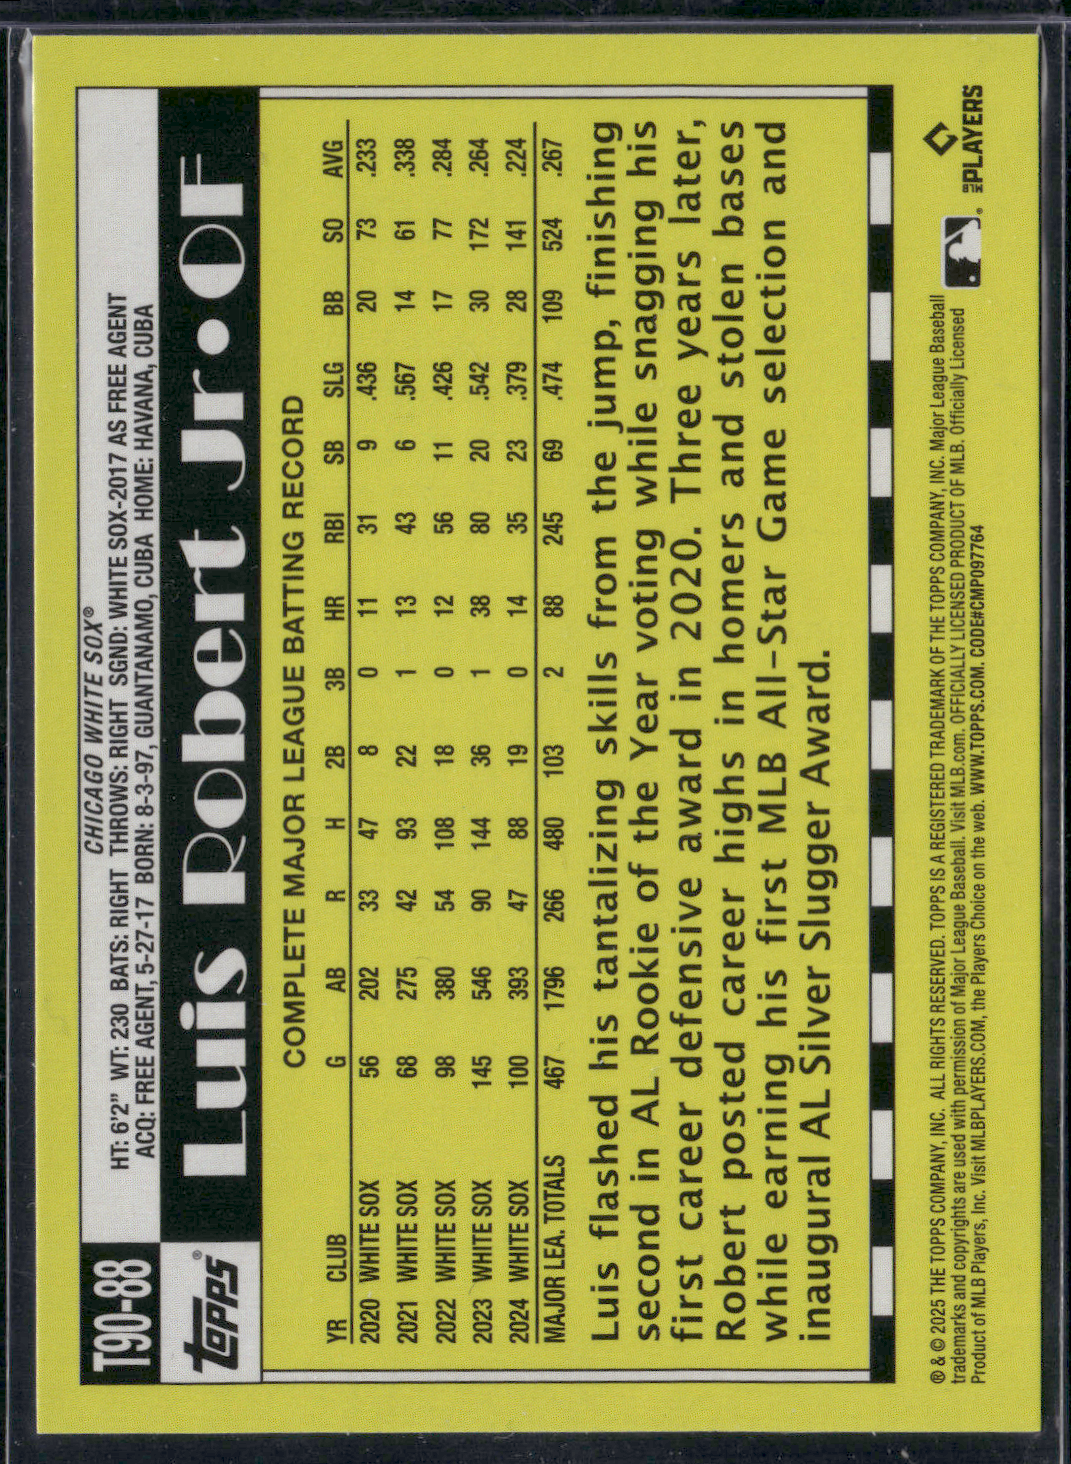 T90-88
CHICAGO WHITE SOX®
HT: 6'2" WT: 230 BATS: RIGHT THROWS: RIGHT SGND: WHITE SOX-2017 AS FREE AGENT
ACQ: FREE AGENT, 5-27-17 BORN: 8-3-97, GUANTANAMO, CUBA HOME: HAVANA, CUBA
topps®
Luis Robert Jr. • OF
COMPLETE MAJOR LEAGUE BATTING RECORD
YR CLUB G AB R H 2B 3B HR RBI SB SLG BB SO AVG
2020 WHITE SOX 56 202 33 47 8 0 11 31 9 .436 20 73 .233
2021 WHITE SOX 68 275 42 93 22 1 13 43 6 .567 14 61 .338
2022 WHITE SOX 98 380 54 108 18 0 12 56 11 .426 17 77 .284
2023 WHITE SOX 145 546 90 144 36 1 38 80 20 .542 30 172 .264
2024 WHITE SOX 100 393 47 88 19 0 14 35 23 .379 28 141 .224
MAJOR LEA. TOTALS 467 1796 266 480 103 2 88 245 69 .474 109 524 .267
Luis flashed his tantalizing skills from the jump, finishing
second in AL Rookie of the Year voting while snagging his
first career defensive award in 2020. Three years later,
Robert posted career highs in homers and stolen bases
while earning his first MLB All-Star Game selection and
inaugural AL Silver Slugger Award.
® & © 2025 THE TOPPS COMPANY, INC. ALL RIGHTS RESERVED. TOPPS IS A REGISTERED TRADEMARK OF THE TOPPS COMPANY, INC. Major League Baseball
trademarks and copyrights are used with permission of Major League Baseball. Visit MLB.com. OFFICIALLY LICENSED PRODUCT OF MLB. Officially Licensed
Product of MLB Players, Inc. Visit MLBPLAYERS.COM, the Players Choice on the web. WWW.TOPPS.COM. CODE#CMP097764
MLB PLAYERS